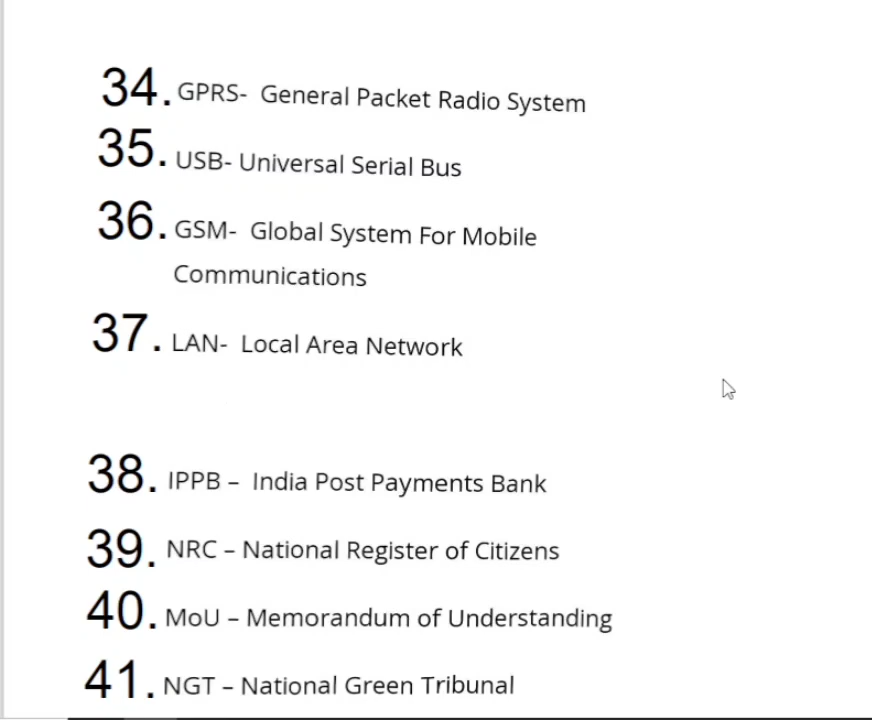 34. GPRS-  General Packet Radio System
35. USB- Universal Serial Bus
36. GSM-  Global System For Mobile
Communications
37. LAN-  Local Area Network
38. IPPB –  India Post Payments Bank
39. NRC – National Register of Citizens
40. MoU – Memorandum of Understanding
41. NGT – National Green Tribunal